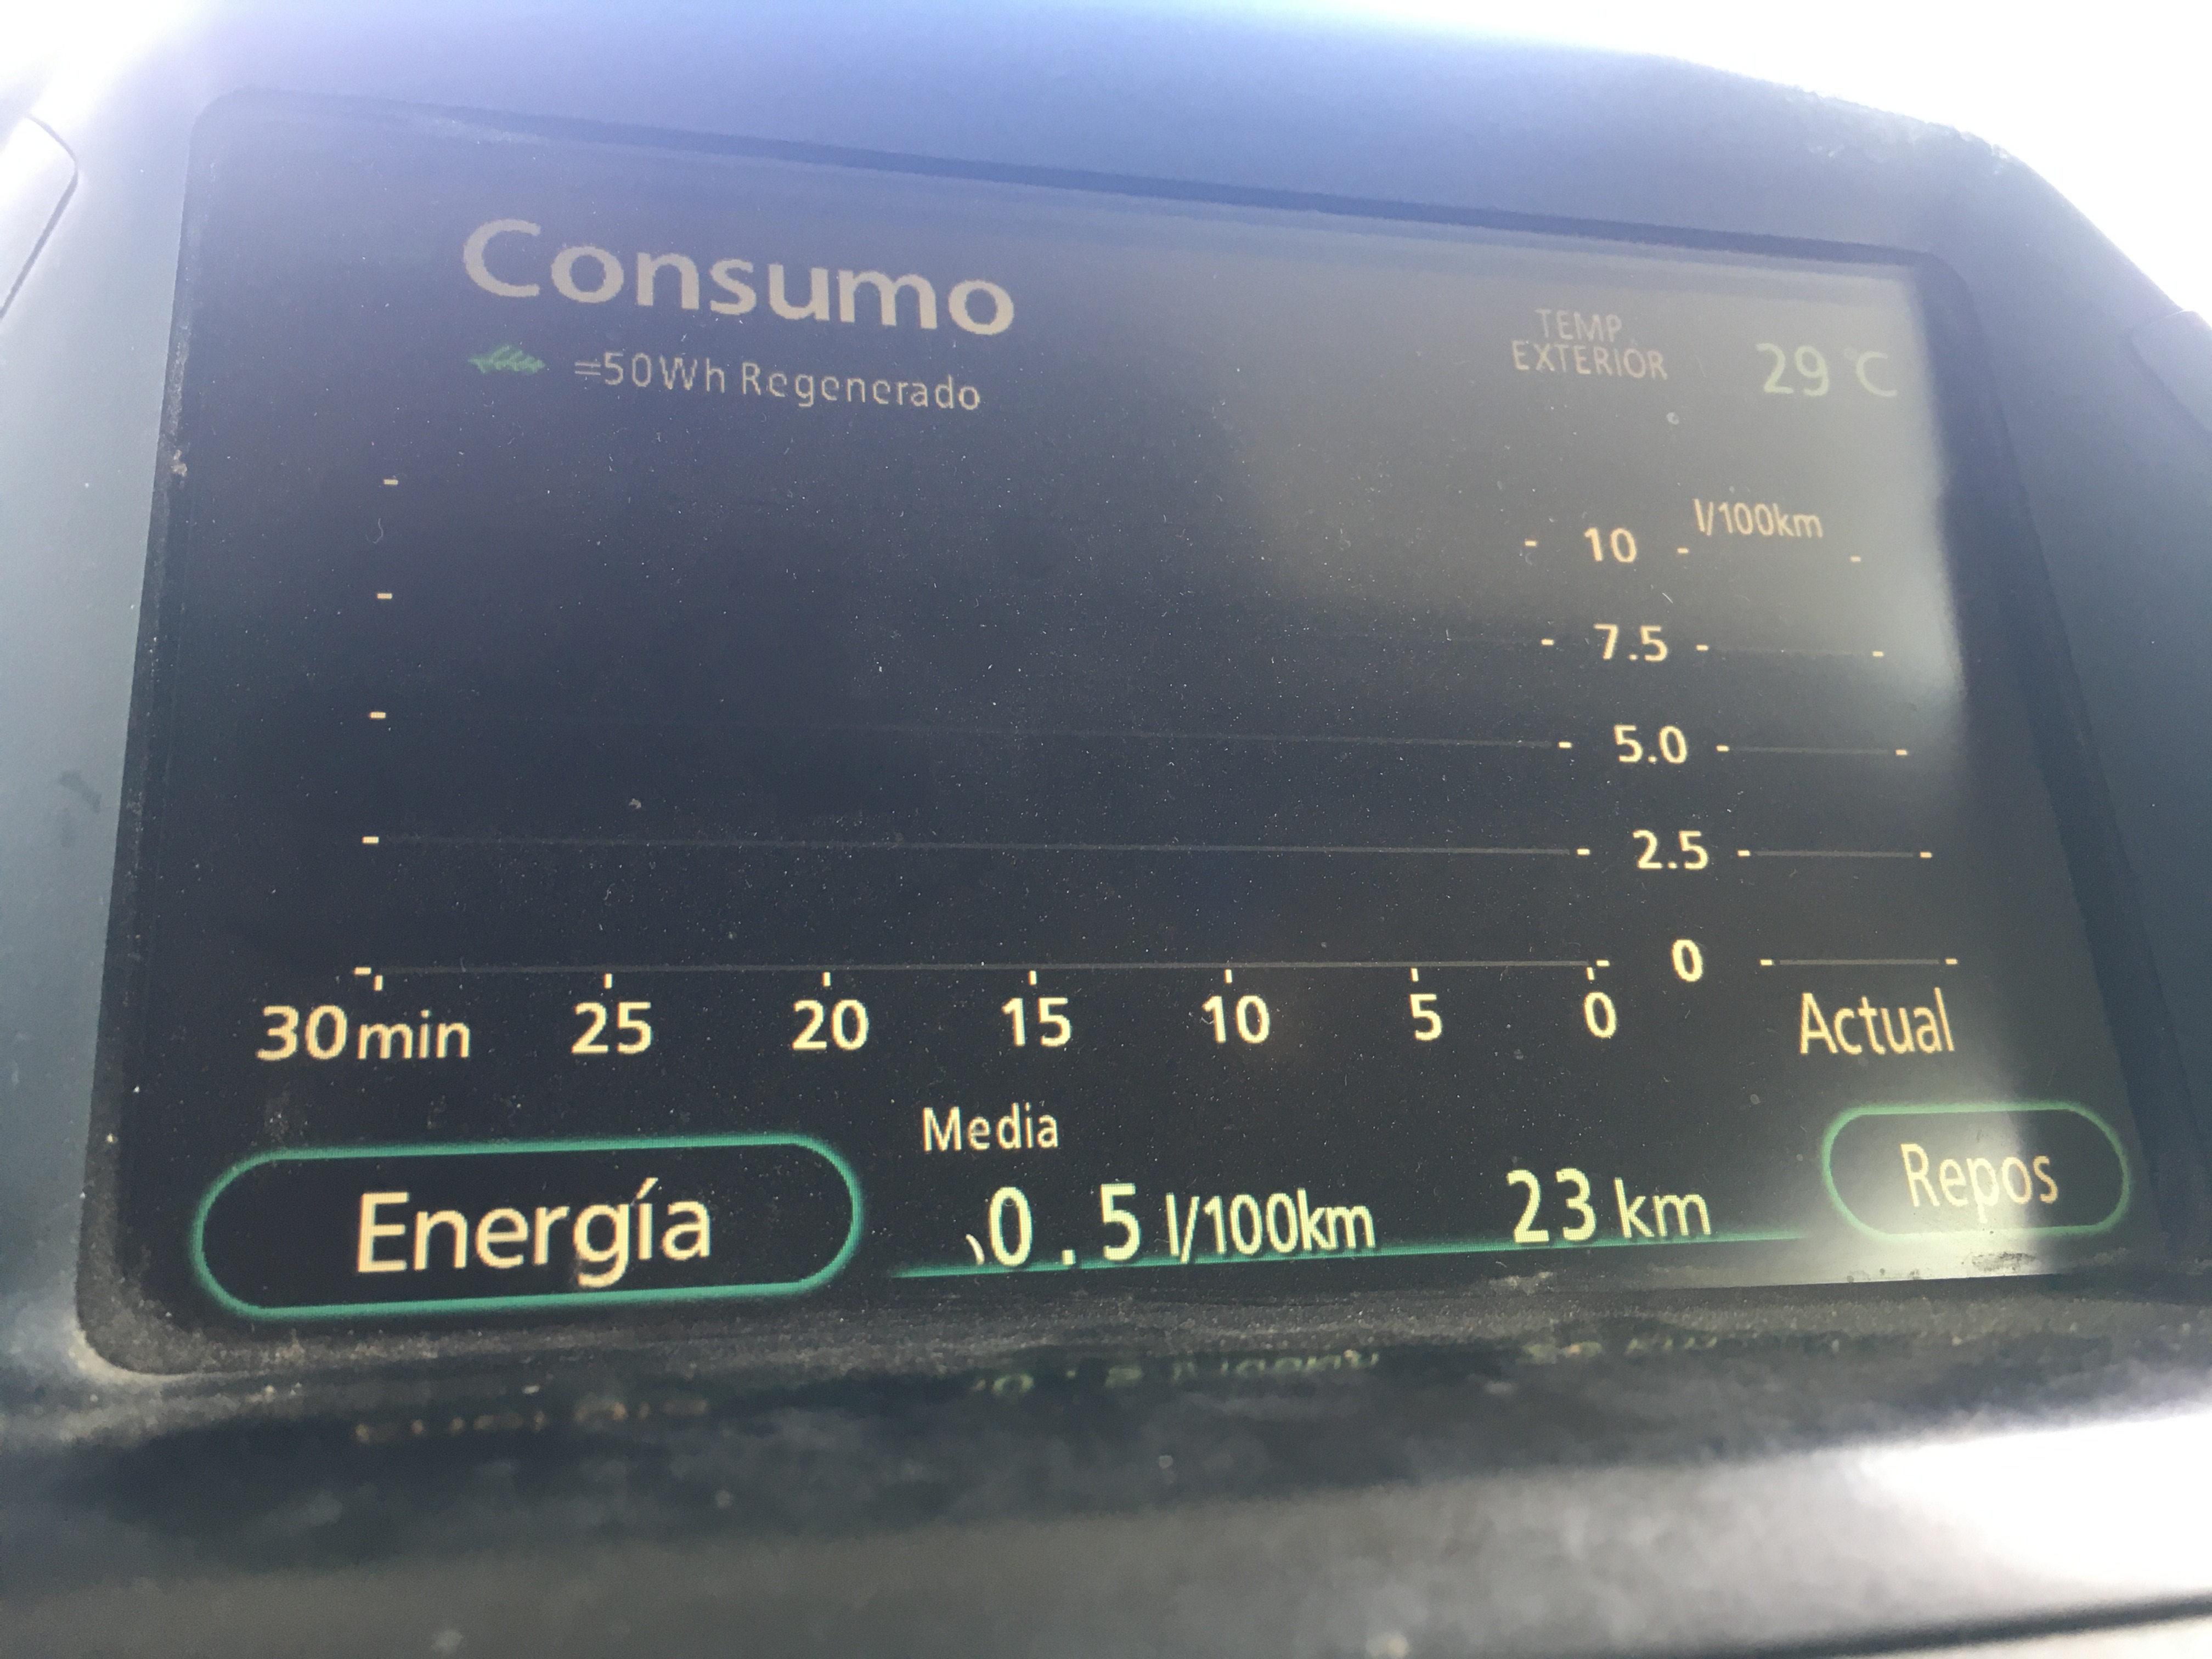 Consumo
=50Wh Regenerado
TEMP.
EXTERIOR
29°C
l/100km
10
7.5
5.0
2.5
0
30min 25 20 15 10 5 0 Actual
Media
Energía 0.5 l/100km 23 km Repos